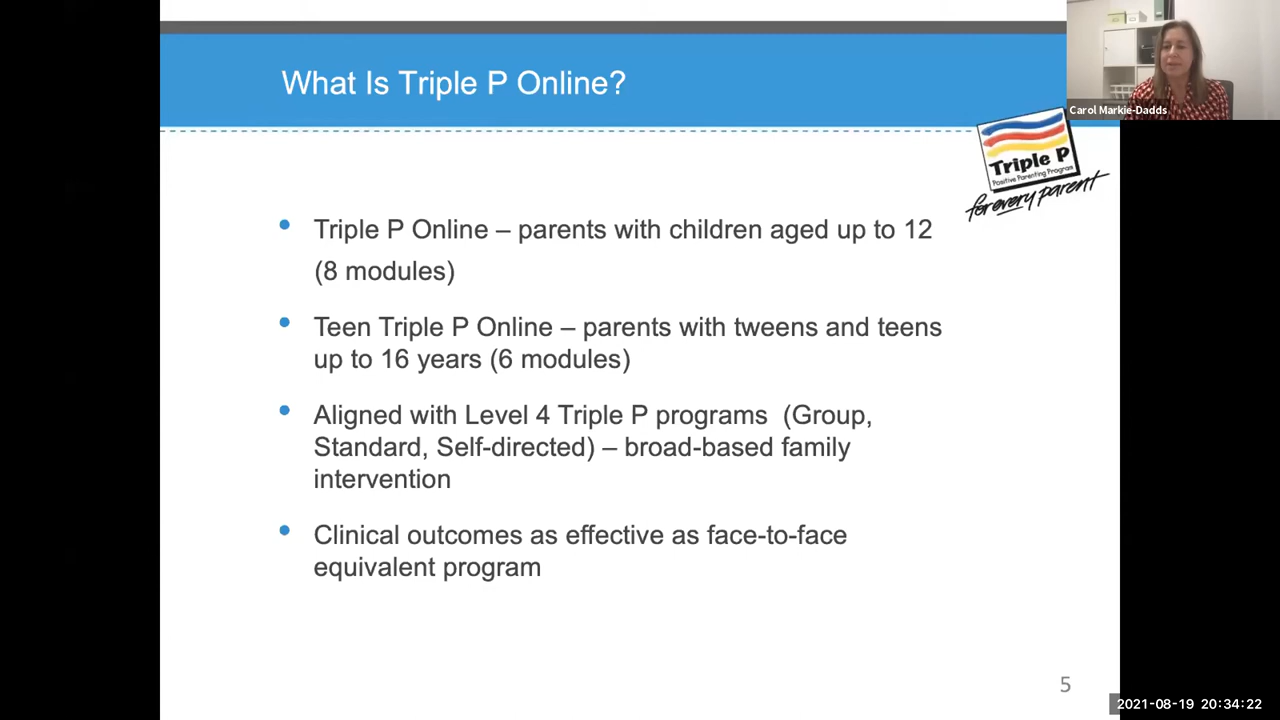 What Is Triple P Online?
Carol Markie-Dadds
Triple P
Positive Parenting Program
for every parent
• Triple P Online – parents with children aged up to 12
(8 modules)
• Teen Triple P Online – parents with tweens and teens
up to 16 years (6 modules)
• Aligned with Level 4 Triple P programs (Group,
Standard, Self-directed) – broad-based family
intervention
• Clinical outcomes as effective as face-to-face
equivalent program
5
2021-08-19 20:34:22